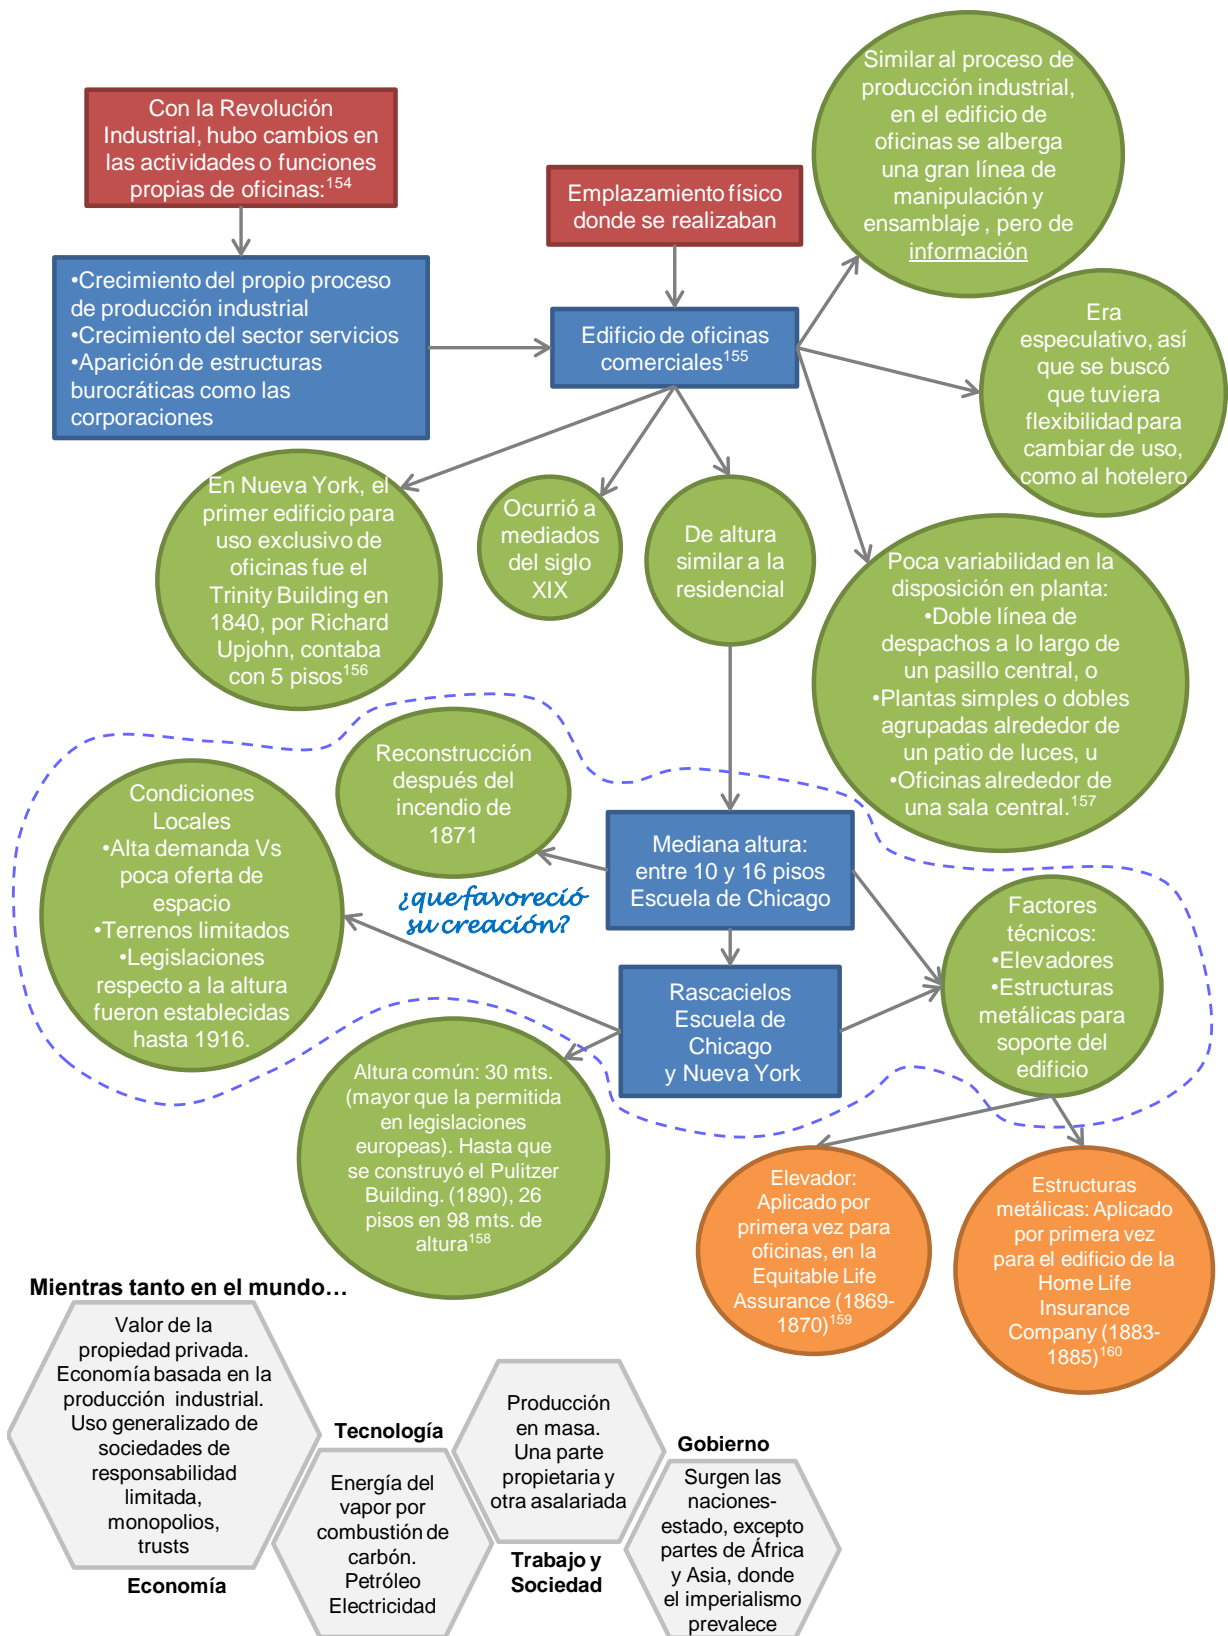 Con la Revolución
Industrial, hubo cambios en
las actividades o funciones
propias de oficinas:154
Emplazamiento físico
donde se realizaban
Similar al proceso de
producción industrial,
en el edificio de
oficinas se alberga
una gran línea de
manipulación y
ensamblaje , pero de
información
•Crecimiento del propio proceso
de producción industrial
•Crecimiento del sector servicios
•Aparición de estructuras
burocráticas como las
corporaciones
Edificio de oficinas
comerciales155
Era
especulativo, así
que se buscó
que tuviera
flexibilidad para
cambiar de uso,
como al hotelero
En Nueva York, el
primer edificio para
uso exclusivo de
oficinas fue el
Trinity Building en
1840, por Richard
Upjohn, contaba
con 5 pisos156
Ocurrió a
mediados
del siglo
XIX
De altura
similar a la
residencial
Poca variabilidad en la
disposición en planta:
•Doble línea de
despachos a lo largo de
un pasillo central, o
•Plantas simples o dobles
agrupadas alrededor de
un patio de luces, u
•Oficinas alrededor de
una sala central.157
Reconstrucción
después del
incendio de
1871
Condiciones
Locales
•Alta demanda Vs
poca oferta de
espacio
•Terrenos limitados
•Legislaciones
respecto a la altura
fueron establecidas
hasta 1916.
¿que favoreció
su creación?
Mediana altura:
entre 10 y 16 pisos
Escuela de Chicago
Factores
técnicos:
•Elevadores
•Estructuras
metálicas para
soporte del
edificio
Rascacielos
Escuela de
Chicago
y Nueva York
Altura común: 30 mts.
(mayor que la permitida
en legislaciones
europeas). Hasta que
se construyó el Pulitzer
Building. (1890), 26
pisos en 98 mts. de
altura158
Elevador:
Aplicado por
primera vez para
oficinas, en la
Equitable Life
Assurance (1869-
1870)159
Estructuras
metálicas: Aplicado
por primera vez
para el edificio de la
Home Life
Insurance
Company (1883-
1885)160
Mientras tanto en el mundo…
Valor de la
propiedad privada.
Economía basada en la
producción industrial.
Uso generalizado de
sociedades de
responsabilidad
limitada,
monopolios,
trusts
Economía
Tecnología
Energía del
vapor por
combustión de
carbón.
Petróleo
Electricidad
Producción
en masa.
Una parte
propietaria y
otra asalariada
Trabajo y
Sociedad
Gobierno
Surgen las
naciones-
estado, excepto
partes de África
y Asia, donde
el imperialismo
prevalece